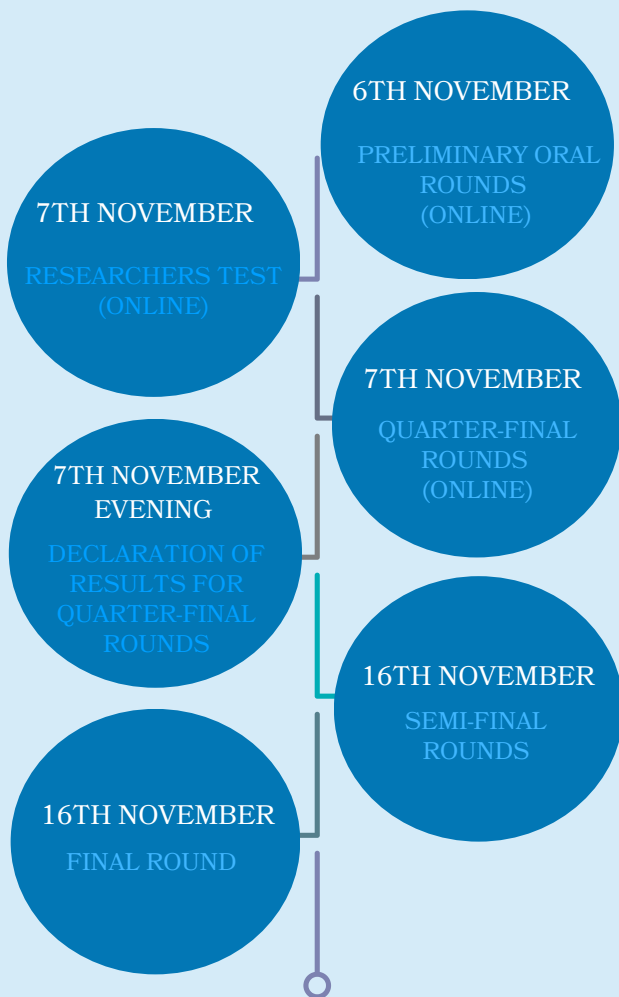 6TH NOVEMBER
PRELIMINARY ORAL
ROUNDS
(ONLINE)
7TH NOVEMBER
RESEARCHERS TEST
(ONLINE)
7TH NOVEMBER
QUARTER-FINAL
ROUNDS
(ONLINE)
7TH NOVEMBER
EVENING
DECLARATION OF
RESULTS FOR
QUARTER-FINAL
ROUNDS
16TH NOVEMBER
SEMI-FINAL
ROUNDS
16TH NOVEMBER
FINAL ROUND